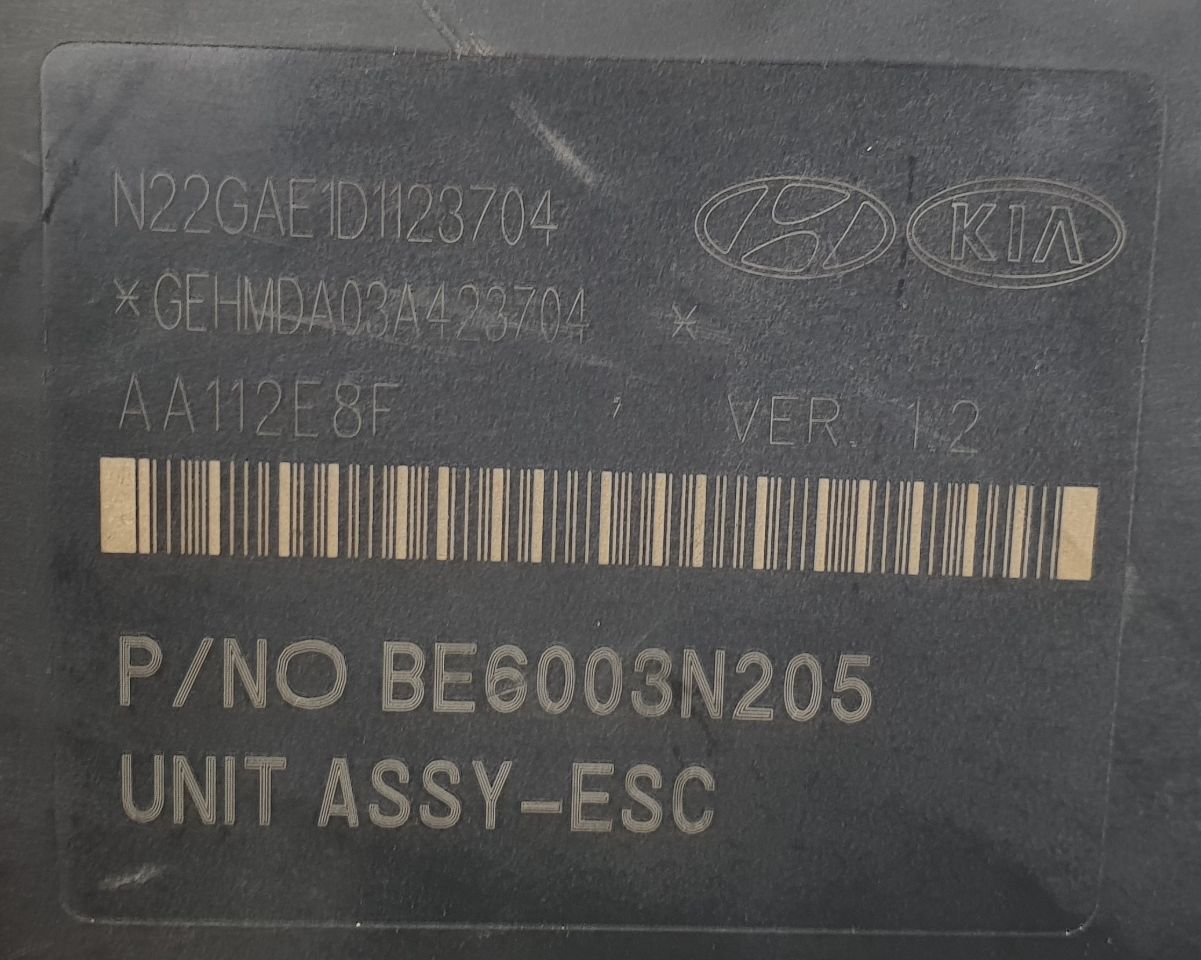 N22GAE1D1123704
KIA
*GEHMDA03A423704 *
AA112E8F , VER. 1.2
P/NO BE6003N205
UNIT ASSY-ESC